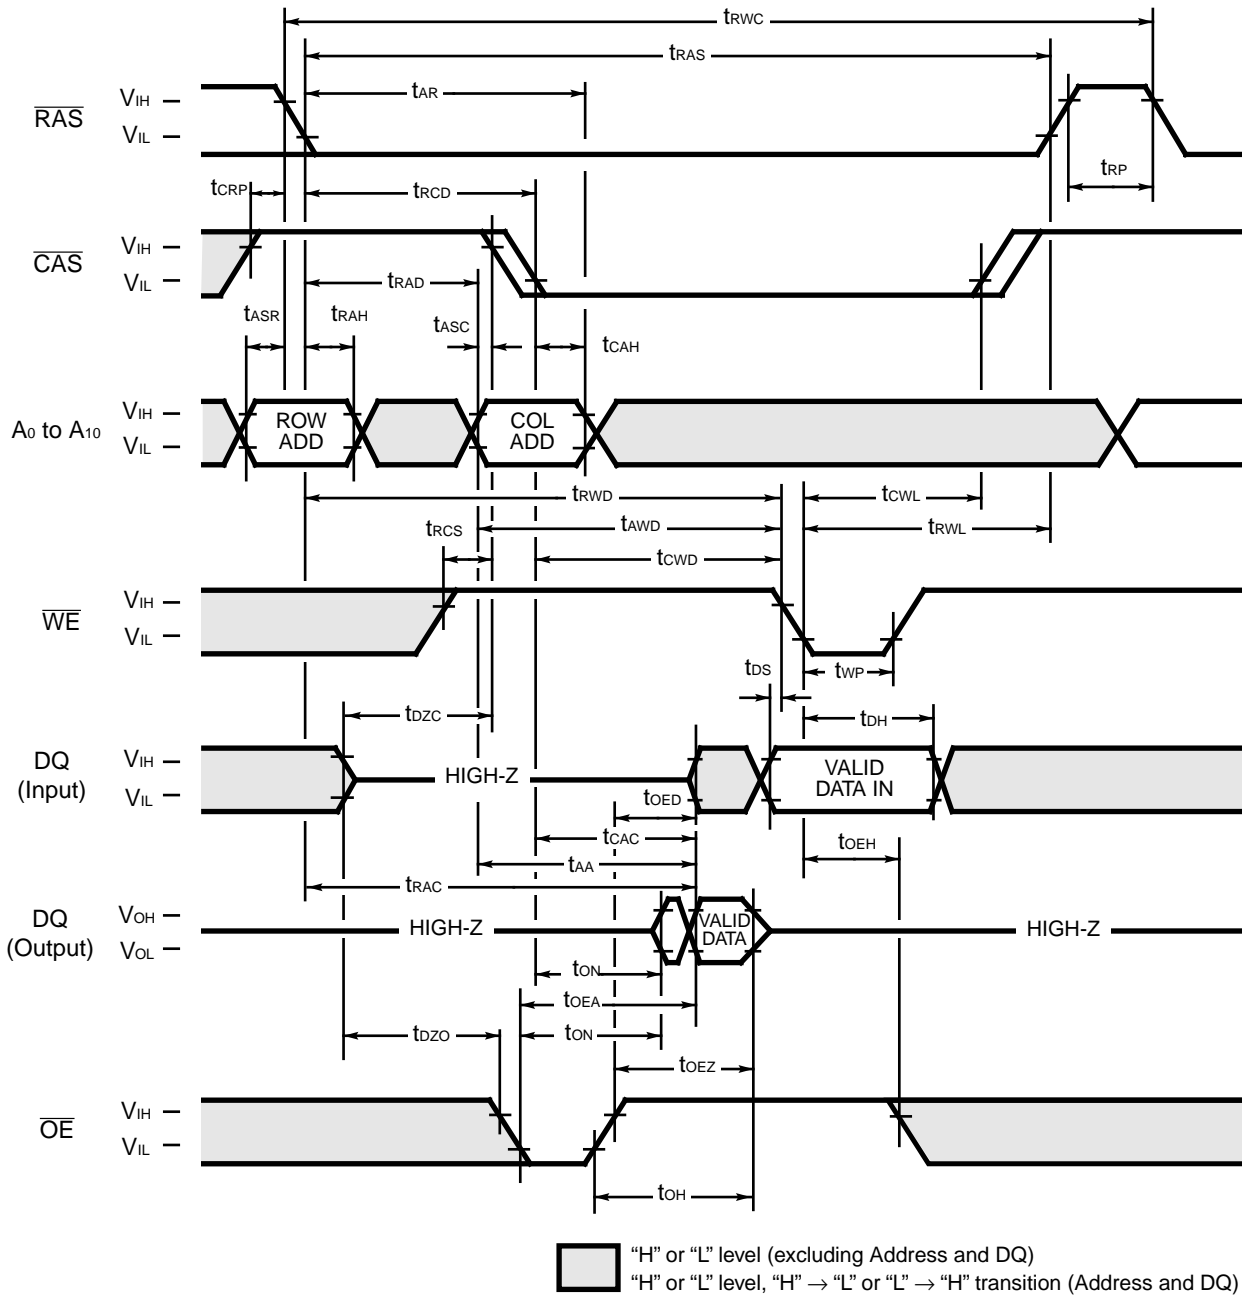 tRWC
tRAS
tAR
RAS
VIH
VIL
tCRP
tRCD
tRP
CAS
VIH
VIL
tRAD
tASR
tRAH
tASC
tCAH
A0 to A10
VIH
VIL
ROW
ADD
COL
ADD
tRWD
tCWL
tAWD
tRWL
tRCS
tCWD
WE
VIH
VIL
tDS
tWP
tDZC
tDH
DQ
(Input)
VIH
VIL
HIGH-Z
VALID
DATA IN
tOED
tCAC
tOEH
tAA
tRAC
DQ
(Output)
VOH
VOL
HIGH-Z
VALID
DATA
HIGH-Z
tON
tOEA
tDZO
tON
tOEZ
OE
VIH
VIL
tOH
“H” or “L” level (excluding Address and DQ)
“H” or “L” level, “H” → “L” or “L” → “H” transition (Address and DQ)